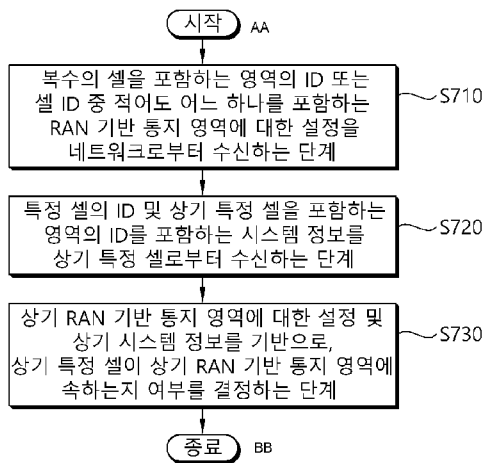 시작 AA
복수의 셀을 포함하는 영역의 ID 또는
셀 ID 중 적어도 어느 하나를 포함하는
RAN 기반 통지 영역에 대한 설정을
네트워크로부터 수신하는 단계
S710
특정 셀의 ID 및 상기 특정 셀을 포함하는
영역의 ID를 포함하는 시스템 정보를
상기 특정 셀로부터 수신하는 단계
S720
상기 RAN 기반 통지 영역에 대한 설정 및
상기 시스템 정보를 기반으로,
상기 특정 셀이 상기 RAN 기반 통지 영역에
속하는지 여부를 결정하는 단계
S730
종료 BB